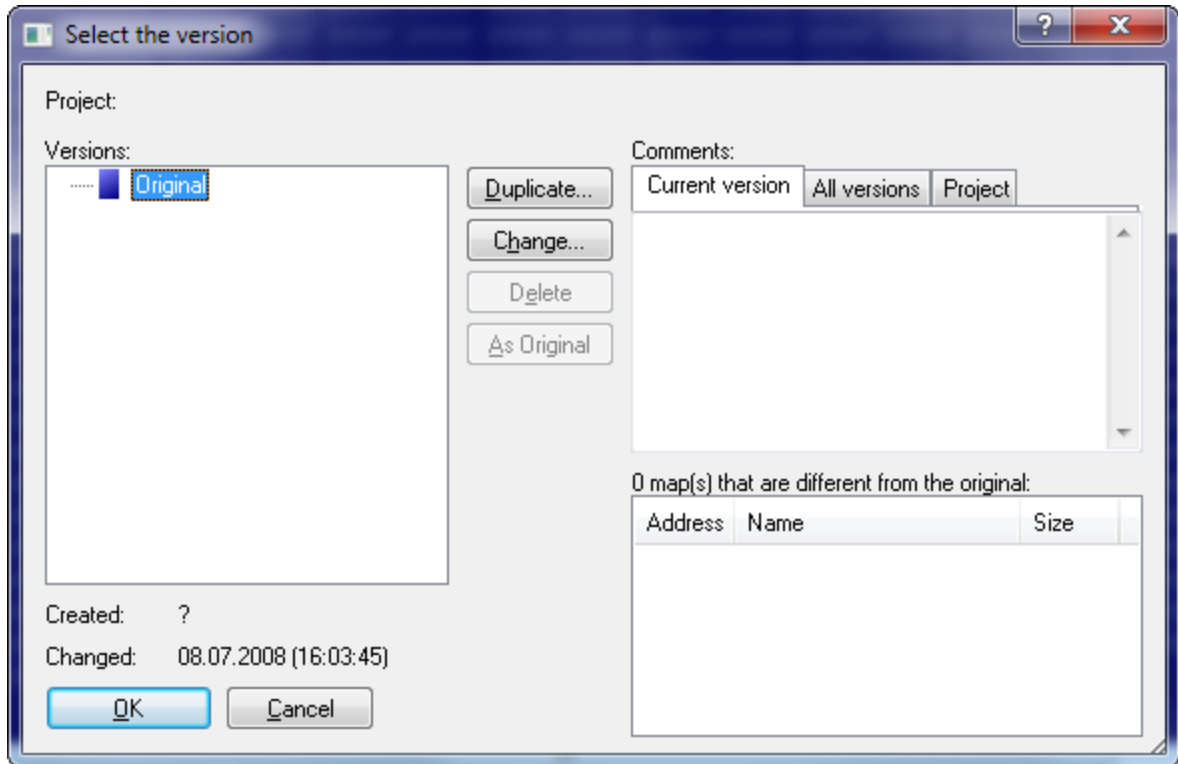 Select the version
?
X
Project:
Versions:
Original
Duplicate...
Change...
Delete
As Original
Comments:
Current version
All versions
Project
0 map(s) that are different from the original:
Address Name Size
Created: ?
Changed: 08.07.2008 (16:03:45)
OK
Cancel